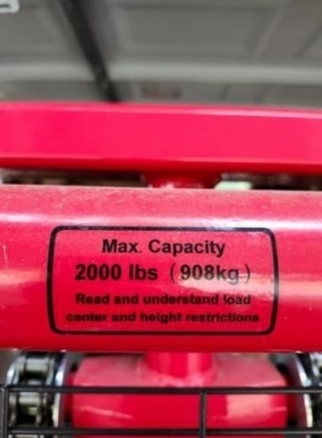 Max. Capacity
2000 lbs (908kg)
Read and understand load
center and height restrictions